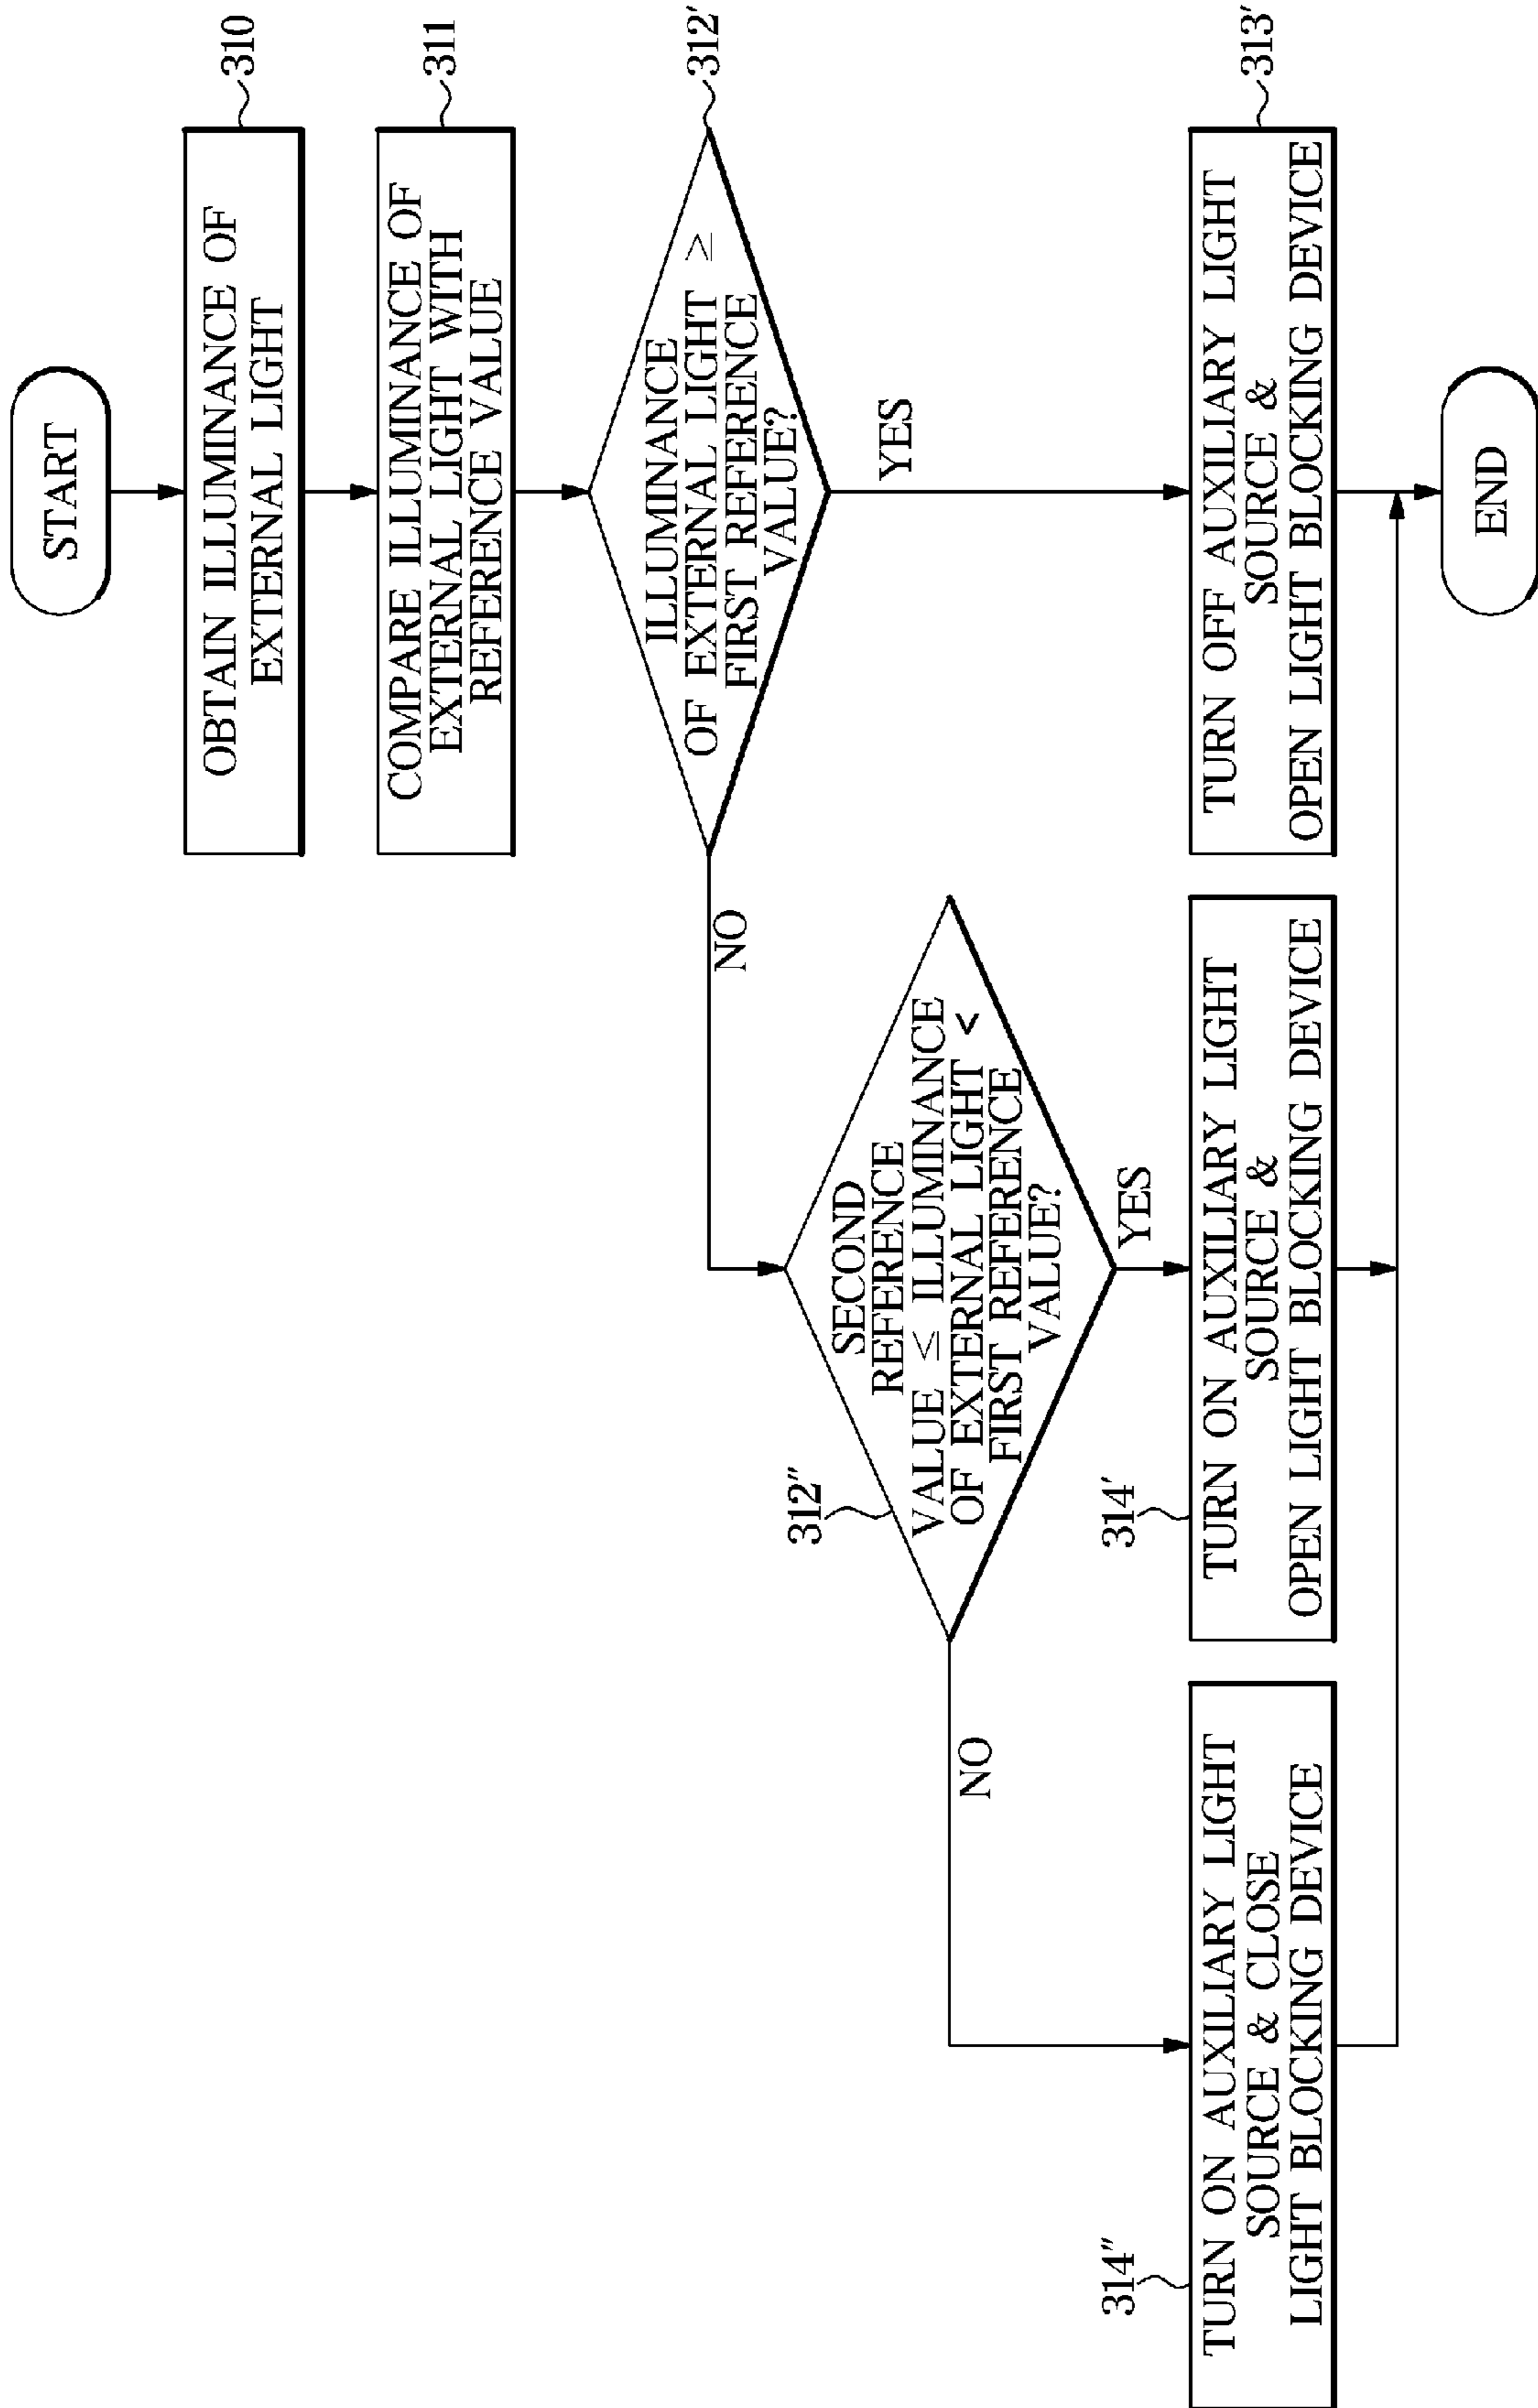 START
OBTAIN ILLUMINANCE OF
EXTERNAL LIGHT
310
COMPARE ILLUMINANCE OF
EXTERNAL LIGHT WITH
REFERENCE VALUE
311
ILLUMINANCE
OF EXTERNAL LIGHT ≥
FIRST REFERENCE
VALUE?
312′
NO
YES
SECOND
REFERENCE
VALUE ≤ ILLUMINANCE
OF EXTERNAL LIGHT <
FIRST REFERENCE
VALUE?
312″
NO
YES
TURN ON AUXILIARY LIGHT
SOURCE & CLOSE
LIGHT BLOCKING DEVICE
314″
TURN ON AUXILIARY LIGHT
SOURCE &
OPEN LIGHT BLOCKING DEVICE
314′
TURN OFF AUXILIARY LIGHT
SOURCE &
OPEN LIGHT BLOCKING DEVICE
313′
END